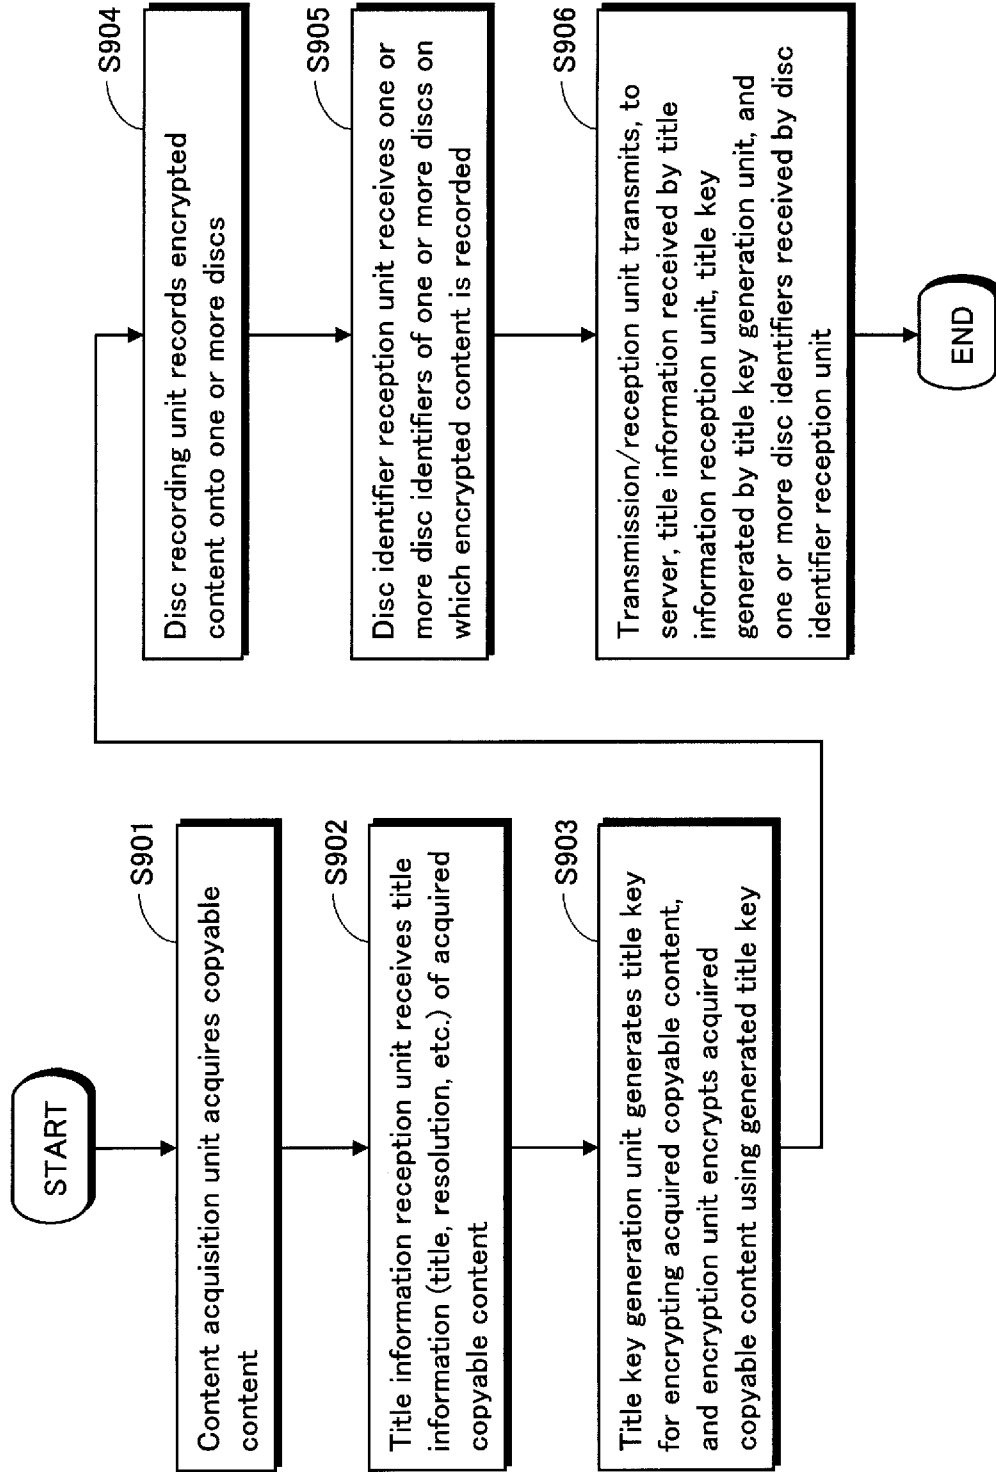 START
S901
Content acquisition unit acquires copyable
content
S902
Title information reception unit receives title
information (title, resolution, etc.) of acquired
copyable content
S903
Title key generation unit generates title key
for encrypting acquired copyable content,
and encryption unit encrypts acquired
copyable content using generated title key
S904
Disc recording unit records encrypted
content onto one or more discs
S905
Disc identifier reception unit receives one or
more disc identifiers of one or more discs on
which encrypted content is recorded
S906
Transmission/reception unit transmits, to
server, title information received by title
information reception unit, title key
generated by title key generation unit, and
one or more disc identifiers received by disc
identifier reception unit
END